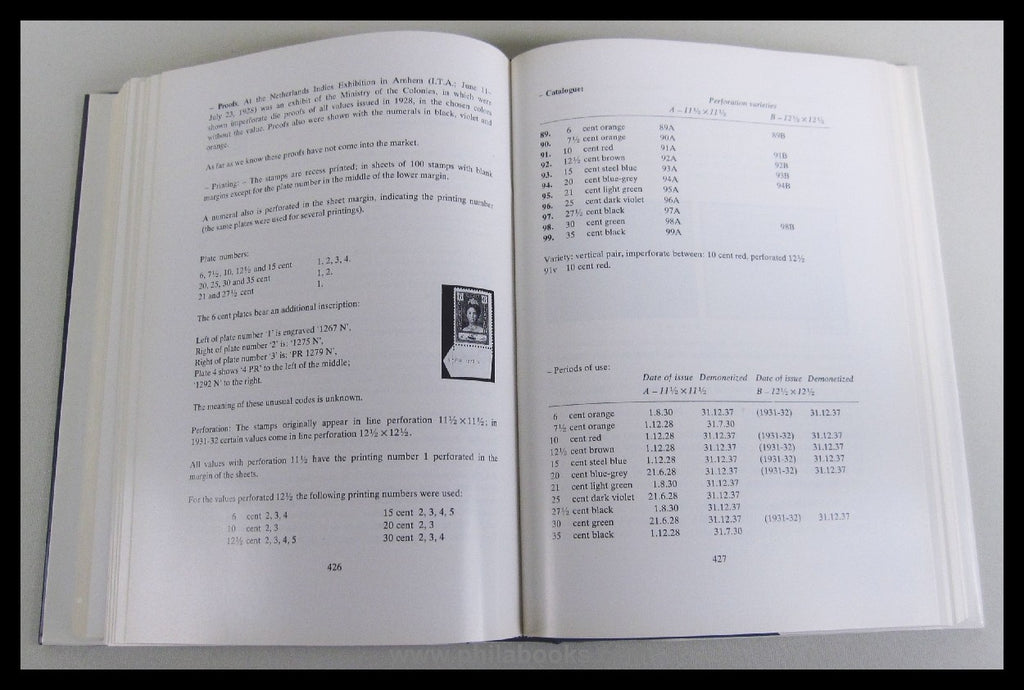 – Proofs. At the Netherlands Indies Exhibition in Arnhem (I.T.A.; June 11–
July 23, 1928) was an exhibit of the Ministry of the Colonies, in which were
shown imperforate die proofs of all values issued in 1928, in the chosen colors
without the value. Proofs also were shown with the numerals in black, violet and
orange.
As far as we know these proofs have not come into the market.
– Printing: – The stamps are recess printed; in sheets of 100 stamps with blank
margins except for the plate number in the middle of the lower margin.
A numeral also is perforated in the sheet margin, indicating the printing number
(the same plates were used for several printings).
Plate numbers:
6, 7½, 10, 12½ and 15 cent 1, 2, 3, 4.
20, 25, 30 and 35 cent 1, 2.
21 and 27½ cent 1.
The 6 cent plates bear an additional inscription:
Left of plate number '1' is engraved '1267 N',
Right of plate number '2' is: '1275 N',
Right of plate number '3' is: 'PR 1279 N',
Plate 4 shows '4 PR' to the left of the middle;
'1292 N' to the right.
The meaning of these unusual codes is unknown.
Perforation: The stamps originally appear in line perforation 11½×11½; in
1931-32 certain values come in line perforation 12½×12½.
All values with perforation 11½ have the printing number 1 perforated in the
margin of the sheets.
For the values perforated 12½ the following printing numbers were used:
6 cent 2, 3, 4 15 cent 2, 3, 4, 5
10 cent 2, 3 20 cent 2, 3
12½ cent 2, 3, 4, 5 30 cent 2, 3, 4
426
– Catalogue:
Perforation varieties
A – 11½×11½ B – 12½×12½
89. 6 cent orange 89A 89B
90. 7½ cent orange 90A
91. 10 cent red 91A 91B
92. 12½ cent brown 92A 92B
93. 15 cent steel blue 93A 93B
94. 20 cent blue-grey 94A 94B
95. 21 cent light green 95A
96. 25 cent dark violet 96A
97. 27½ cent black 97A
98. 30 cent green 98A 98B
99. 35 cent black 99A
Variety: vertical pair, imperforate between: 10 cent red, perforated 12½
91v 10 cent red.
– Periods of use:
Date of issue Demonetized Date of issue Demonetized
A – 11½×11½ B – 12½×12½
6 cent orange 1.8.30 31.12.37 (1931-32) 31.12.37
7½ cent orange 1.12.28 31.7.30
10 cent red 1.12.28 31.12.37 (1931-32) 31.12.37
12½ cent brown 1.12.28 31.12.37 (1931-32) 31.12.37
15 cent steel blue 1.12.28 31.12.37 (1931-32) 31.12.37
20 cent blue-grey 21.6.28 31.12.37 (1931-32) 31.12.37
21 cent light green 1.8.30 31.12.37
25 cent dark violet 21.6.28 31.12.37
27½ cent black 1.8.30 31.12.37
30 cent green 21.6.28 31.12.37 (1931-32) 31.12.37
35 cent black 1.12.28 31.7.30
427
www.philabooks